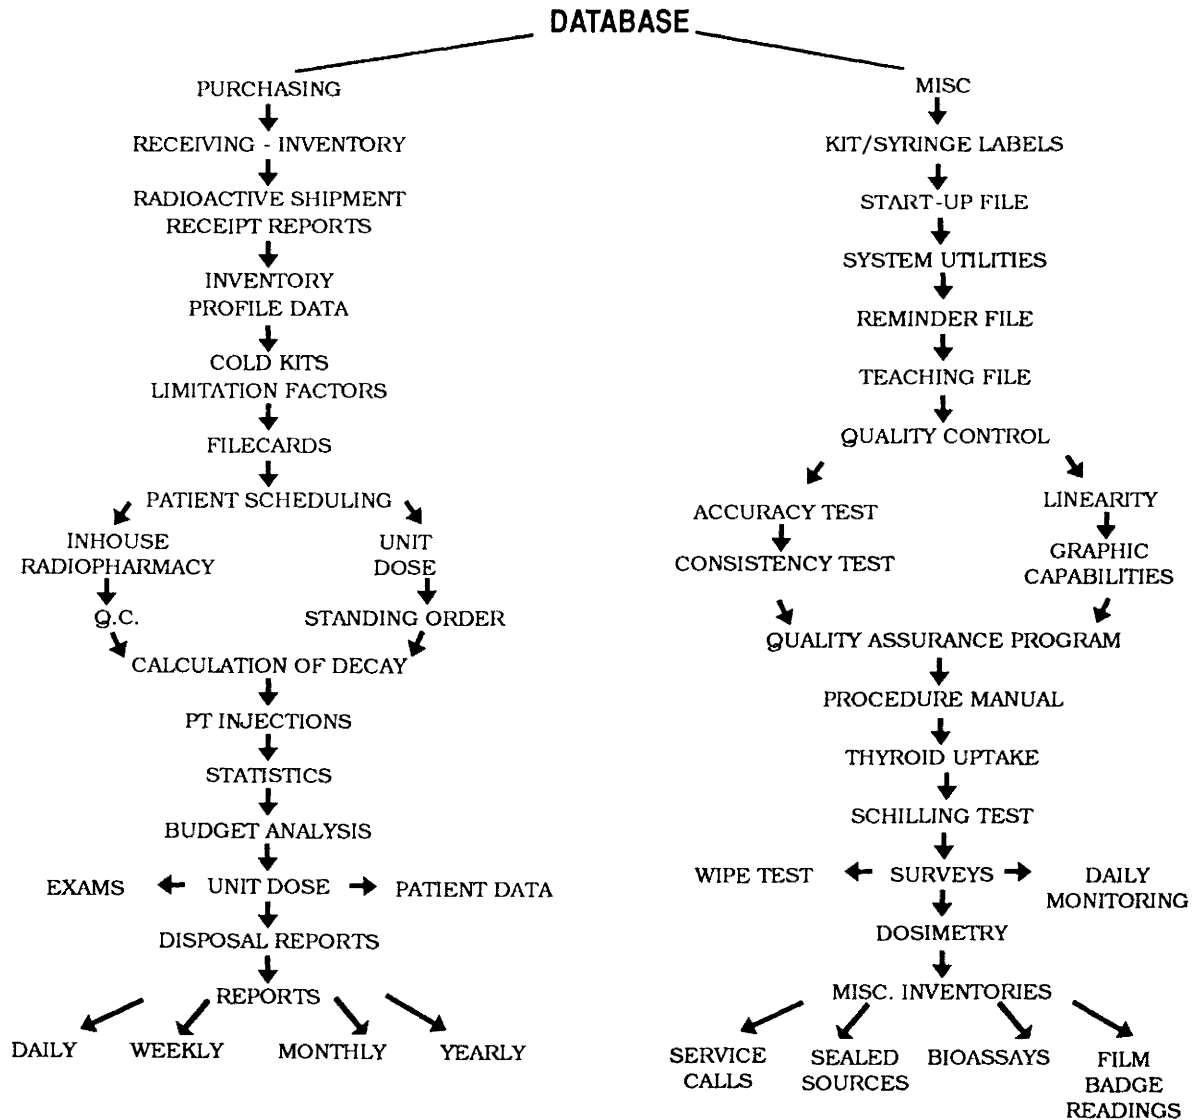 DATABASE
PURCHASING
RECEIVING - INVENTORY
RADIOACTIVE SHIPMENT
RECEIPT REPORTS
INVENTORY
PROFILE DATA
COLD KITS
LIMITATION FACTORS
FILECARDS
PATIENT SCHEDULING
INHOUSE
RADIOPHARMACY
Q.C.
UNIT
DOSE
STANDING ORDER
CALCULATION OF DECAY
PT INJECTIONS
STATISTICS
BUDGET ANALYSIS
EXAMS
UNIT DOSE
PATIENT DATA
DISPOSAL REPORTS
REPORTS
DAILY
WEEKLY
MONTHLY
YEARLY
MISC
KIT/SYRINGE LABELS
START-UP FILE
SYSTEM UTILITIES
REMINDER FILE
TEACHING FILE
QUALITY CONTROL
ACCURACY TEST
CONSISTENCY TEST
LINEARITY
GRAPHIC
CAPABILITIES
QUALITY ASSURANCE PROGRAM
PROCEDURE MANUAL
THYROID UPTAKE
SCHILLING TEST
WIPE TEST
SURVEYS
DAILY
MONITORING
DOSIMETRY
MISC. INVENTORIES
SERVICE
CALLS
SEALED
SOURCES
BIOASSAYS
FILM
BADGE
READINGS